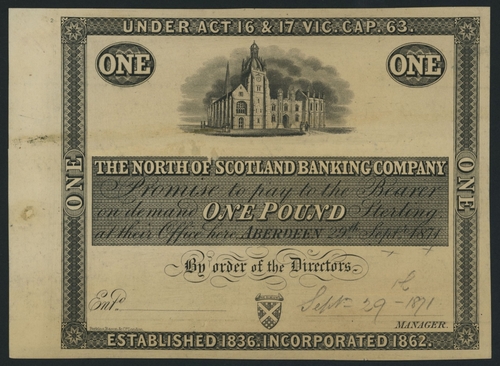 UNDER ACT 16 & 17 VIC. CAP. 63.
ONE ONE
THE NORTH OF SCOTLAND BANKING COMPANY
Promise to pay to the Bearer
on demand ONE POUND Sterling
at their Office here ABERDEEN 29th Septr. 1871
By order of the Directors.
Septr 29th 1871
Entd.
MANAGER.
ESTABLISHED 1836. INCORPORATED 1862.
ONE
ONE